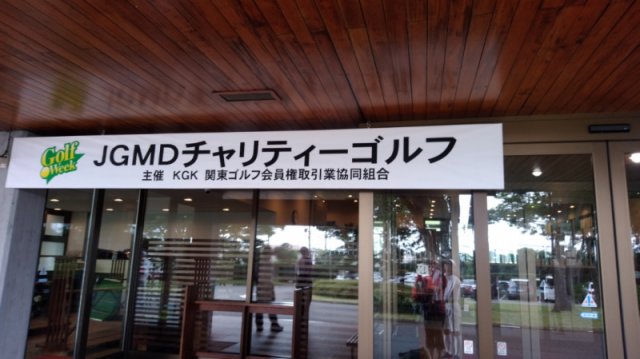 Golf
Week
JGMDチャリティーゴルフ
主催 KGK 関東ゴルフ会員権取引業協同組合